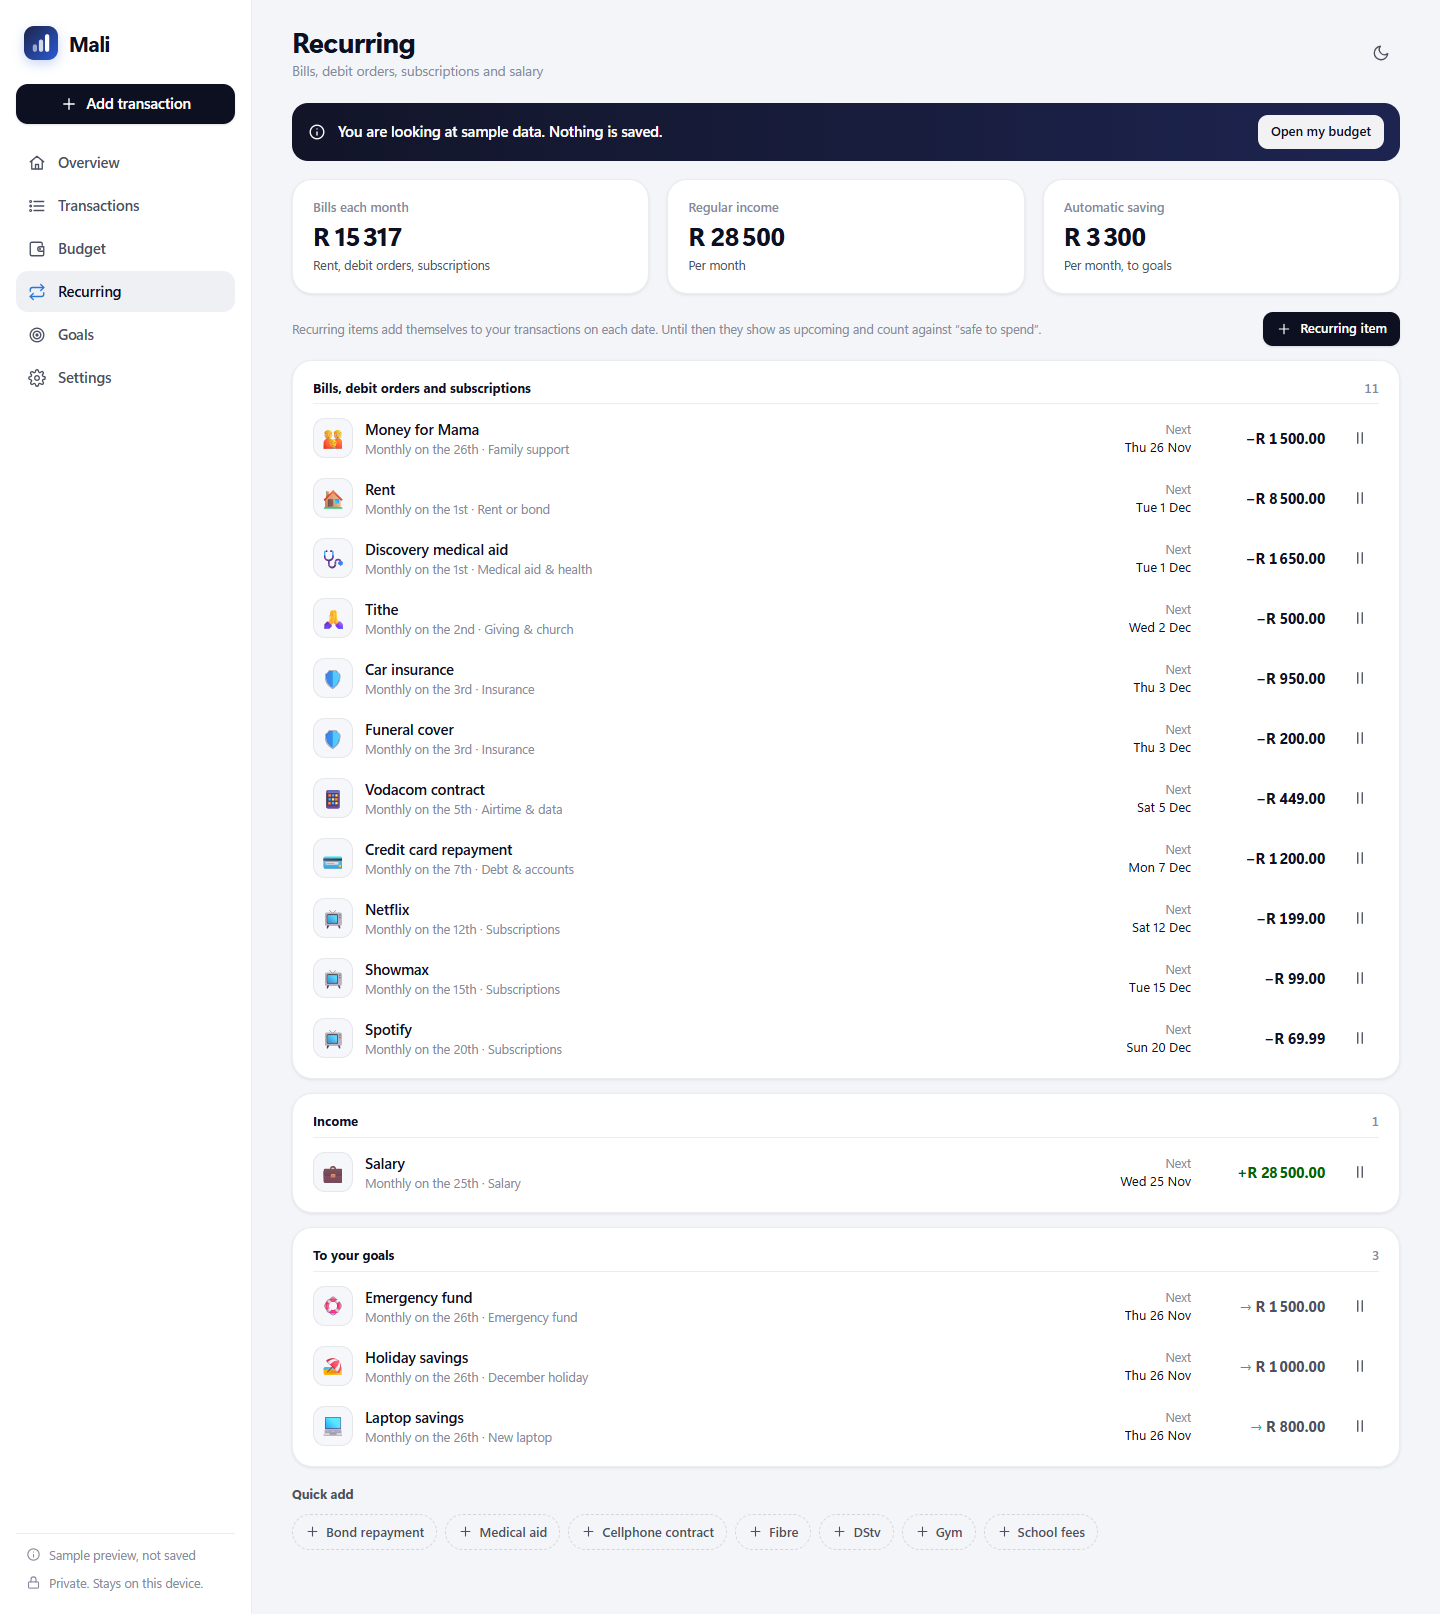 Mali
Add transaction
Overview
Transactions
Budget
Recurring
Goals
Settings
Sample preview, not saved
Private. Stays on this device.
Recurring
Bills, debit orders, subscriptions and salary
You are looking at sample data. Nothing is saved.
Open my budget
Bills each month
R 15 317
Rent, debit orders, subscriptions
Regular income
R 28 500
Per month
Automatic saving
R 3 300
Per month, to goals
Recurring items add themselves to your transactions on each date. Until then they show as upcoming and count against “safe to spend”.
Recurring item
Bills, debit orders and subscriptions 11
Money for Mama
Monthly on the 26th · Family support
Next
Thu 26 Nov
−R 1 500.00
Rent
Monthly on the 1st · Rent or bond
Next
Tue 1 Dec
−R 8 500.00
Discovery medical aid
Monthly on the 1st · Medical aid & health
Next
Tue 1 Dec
−R 1 650.00
Tithe
Monthly on the 2nd · Giving & church
Next
Wed 2 Dec
−R 500.00
Car insurance
Monthly on the 3rd · Insurance
Next
Thu 3 Dec
−R 950.00
Funeral cover
Monthly on the 3rd · Insurance
Next
Thu 3 Dec
−R 200.00
Vodacom contract
Monthly on the 5th · Airtime & data
Next
Sat 5 Dec
−R 449.00
Credit card repayment
Monthly on the 7th · Debt & accounts
Next
Mon 7 Dec
−R 1 200.00
Netflix
Monthly on the 12th · Subscriptions
Next
Sat 12 Dec
−R 199.00
Showmax
Monthly on the 15th · Subscriptions
Next
Tue 15 Dec
−R 99.00
Spotify
Monthly on the 20th · Subscriptions
Next
Sun 20 Dec
−R 69.99
Income 1
Salary
Monthly on the 25th · Salary
Next
Wed 25 Nov
+R 28 500.00
To your goals 3
Emergency fund
Monthly on the 26th · Emergency fund
Next
Thu 26 Nov
→ R 1 500.00
Holiday savings
Monthly on the 26th · December holiday
Next
Thu 26 Nov
→ R 1 000.00
Laptop savings
Monthly on the 26th · New laptop
Next
Thu 26 Nov
→ R 800.00
Quick add
Bond repayment
Medical aid
Cellphone contract
Fibre
DStv
Gym
School fees